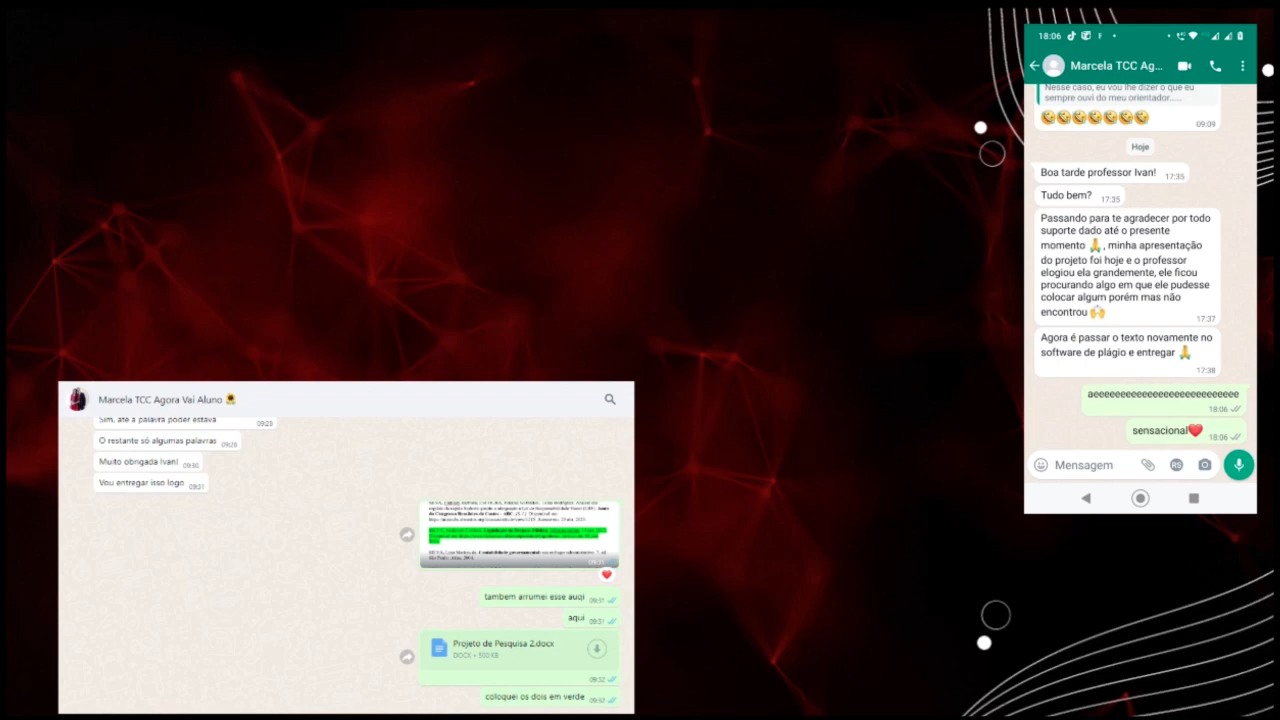 18:06
Marcela TCC Ag...
Nesse caso, eu vou lhe dizer o que eu
sempre ouvi do meu orientador......
09:09
Hoje
Boa tarde professor Ivan! 17:35
Tudo bem? 17:35
Passando para te agradecer por todo
suporte dado até o presente
momento 🙏, minha apresentação
do projeto foi hoje e o professor
elogiou ela grandemente, ele ficou
procurando algo em que ele pudesse
colocar algum porém mas não
encontrou 🙌
17:37
Agora é passar o texto novamente no
software de plágio e entregar 🙏
17:38
aeeeeeeeeeeeeeeeeeeeeeeeeeee
18:06
sensacional❤️ 18:06
Mensagem
RS
Marcela TCC Agora Vai Aluno 🌻
Sim, até a palavra poder estava
O restante só algumas palavras
Muito obrigada Ivan! 09:30
Vou entregar isso logo 09:31
tambem arrumei esse auqi 09:31
aqui 09:31
Projeto de Pesquisa 2.docx
DOCX • 500 KB
09:32
coloquei os dois em verde 09:32